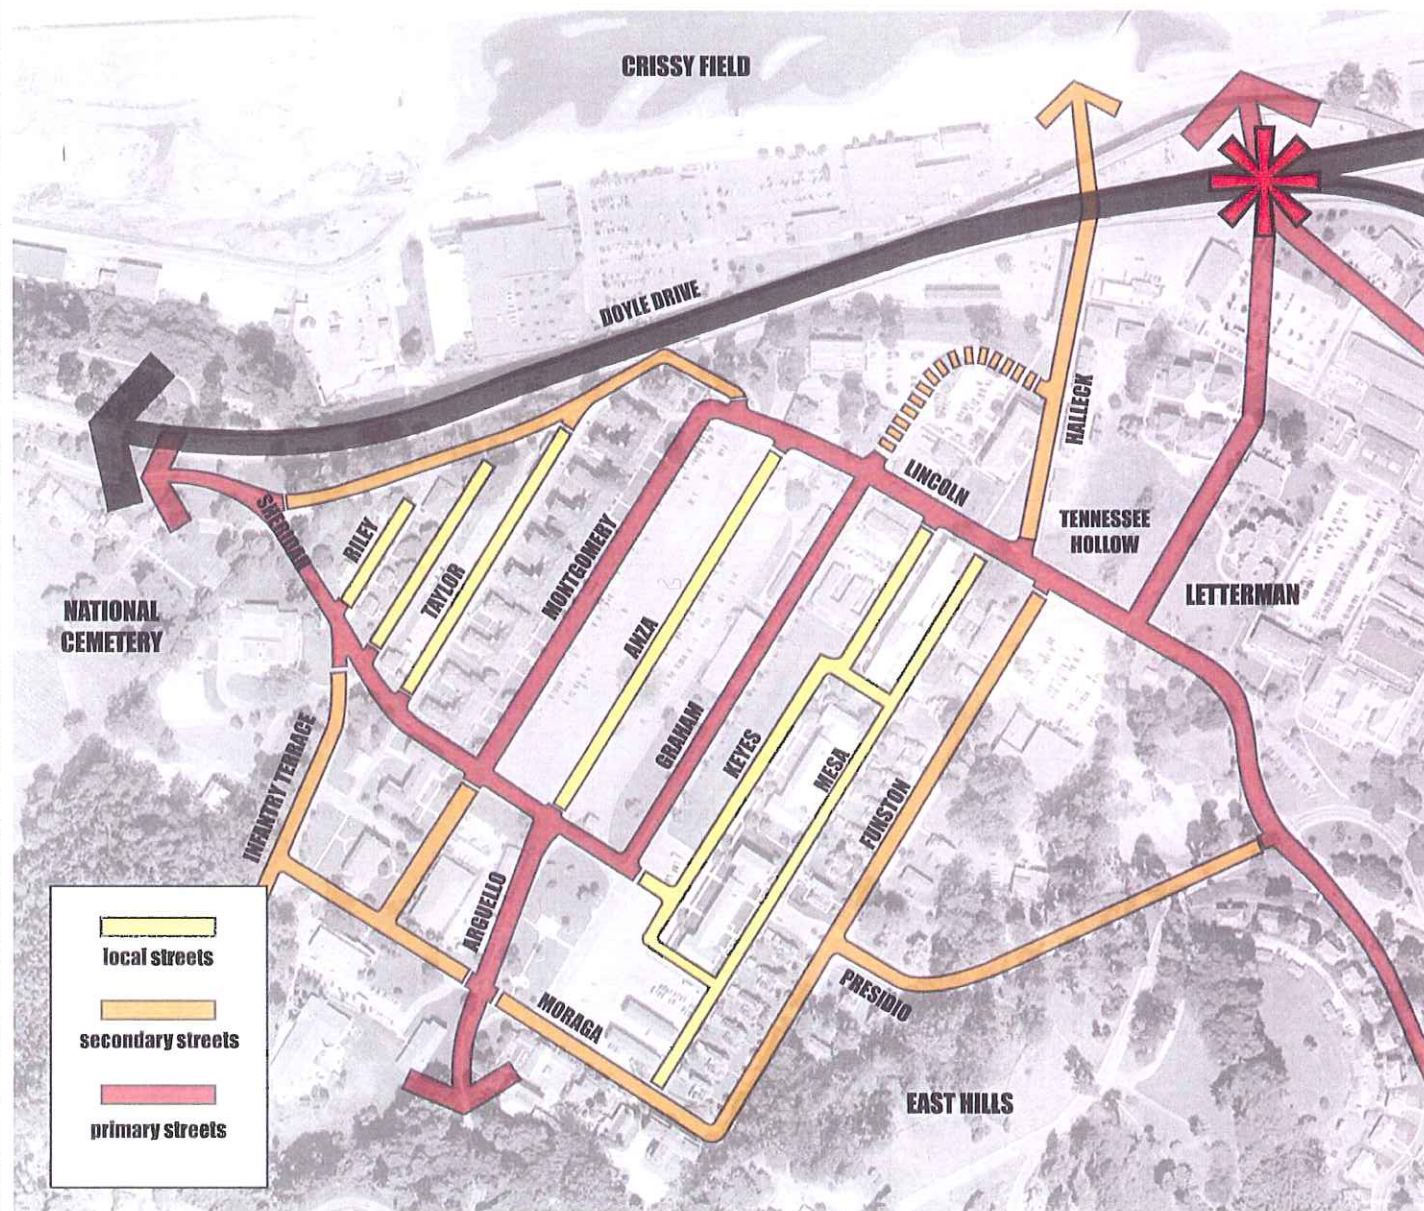 CRISSY FIELD
DOYLE DRIVE
HALLECK
LINCOLN
TENNESSEE
HOLLOW
LETTERMAN
SHERIDAN
RILEY
TAYLOR
MONTGOMERY
ANZA
NATIONAL
CEMETERY
GRAHAM
KEYES
MESA
FUNSTON
INFANTRY TERRACE
ARGUELLO
MORAGA
PRESIDIO
EAST HILLS
local streets
secondary streets
primary streets